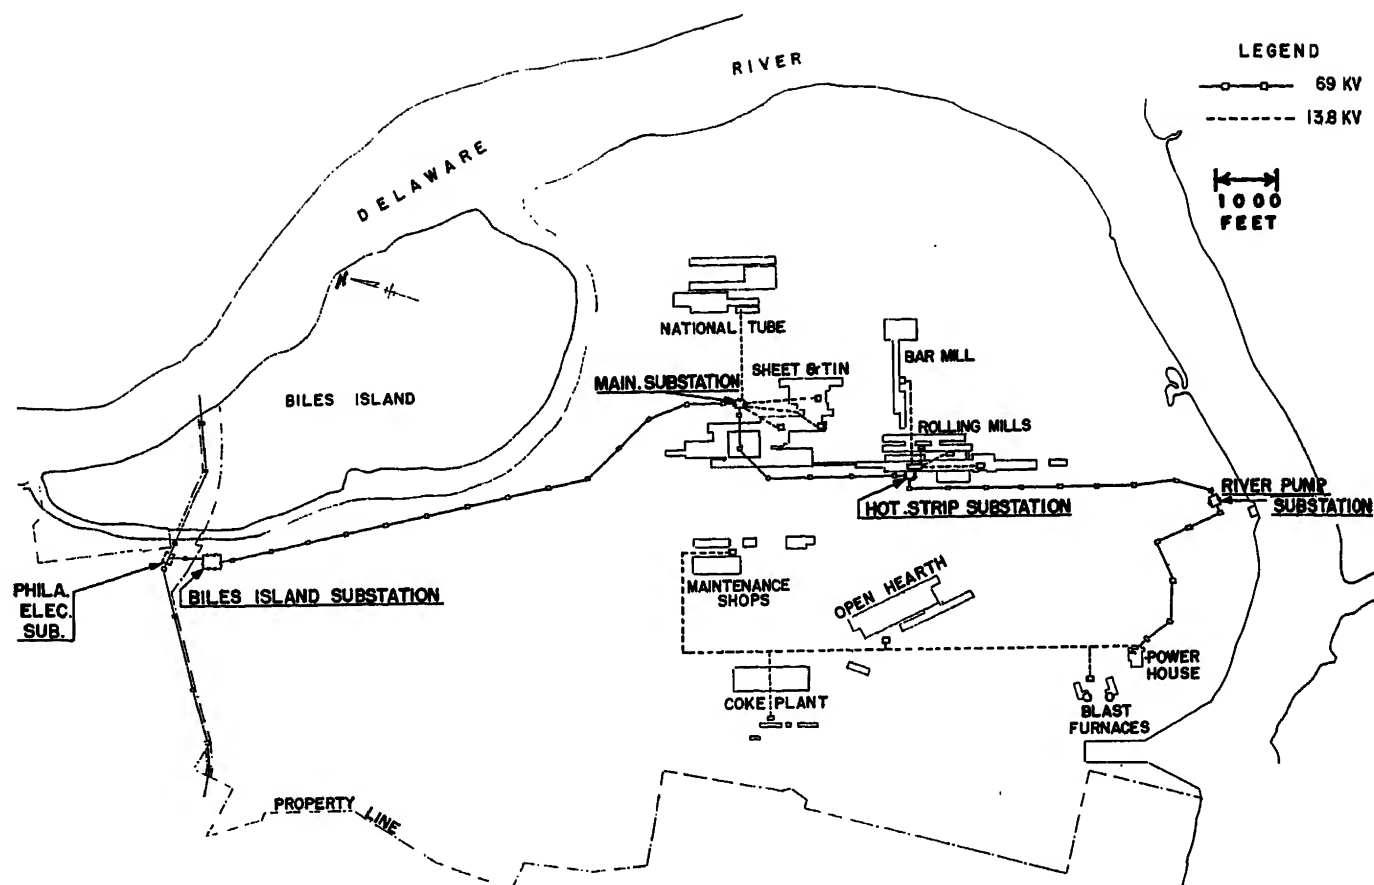 RIVER
DELAWARE
LEGEND
69 KV
13.8 KV
1000
FEET
N
BILES ISLAND
NATIONAL TUBE
MAIN. SUBSTATION
SHEET & TIN
BAR MILL
ROLLING MILLS
HOT. STRIP SUBSTATION
RIVER PUMP
SUBSTATION
PHILA.
ELEC.
SUB.
BILES ISLAND SUBSTATION
MAINTENANCE
SHOPS
OPEN HEARTH
COKE PLANT
POWER
HOUSE
BLAST
FURNACES
PROPERTY
LINE